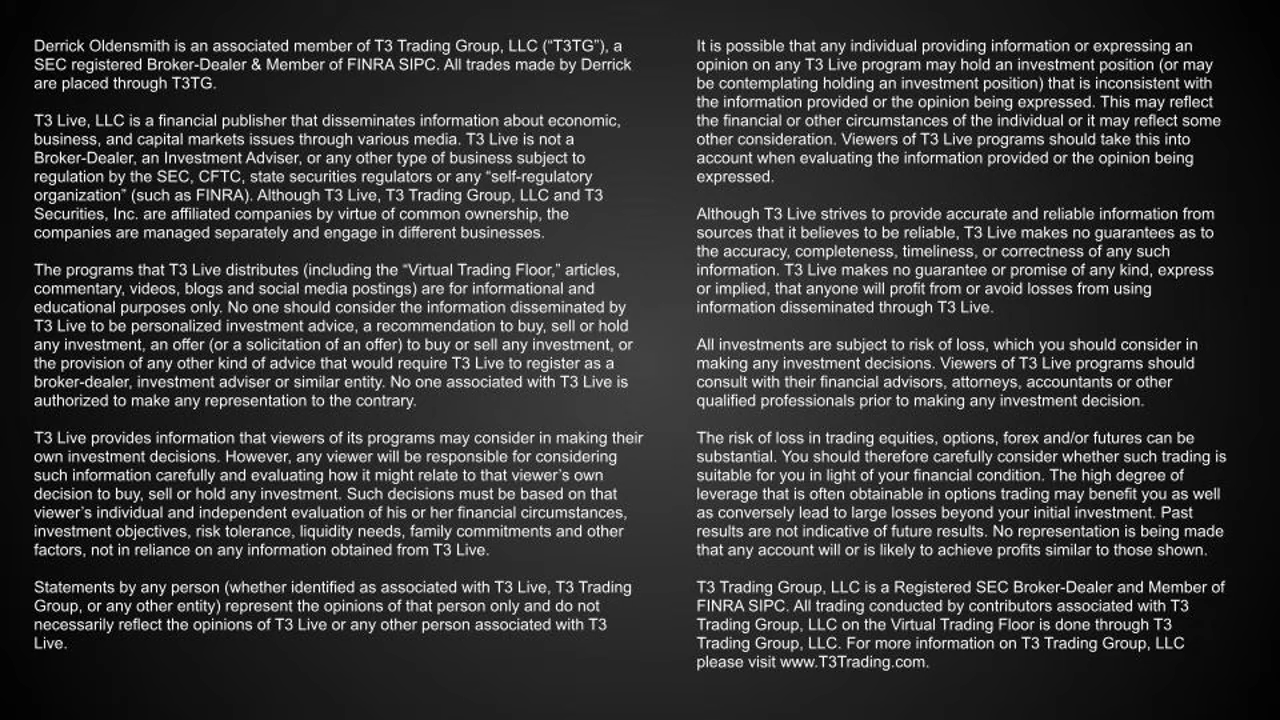 Derrick Oldensmith is an associated member of T3 Trading Group, LLC (“T3TG”), a
SEC registered Broker-Dealer & Member of FINRA SIPC. All trades made by Derrick
are placed through T3TG.
T3 Live, LLC is a financial publisher that disseminates information about economic,
business, and capital markets issues through various media. T3 Live is not a
Broker-Dealer, an Investment Adviser, or any other type of business subject to
regulation by the SEC, CFTC, state securities regulators or any “self-regulatory
organization” (such as FINRA). Although T3 Live, T3 Trading Group, LLC and T3
Securities, Inc. are affiliated companies by virtue of common ownership, the
companies are managed separately and engage in different businesses.
The programs that T3 Live distributes (including the “Virtual Trading Floor,” articles,
commentary, videos, blogs and social media postings) are for informational and
educational purposes only. No one should consider the information disseminated by
T3 Live to be personalized investment advice, a recommendation to buy, sell or hold
any investment, an offer (or a solicitation of an offer) to buy or sell any investment, or
the provision of any other kind of advice that would require T3 Live to register as a
broker-dealer, investment adviser or similar entity. No one associated with T3 Live is
authorized to make any representation to the contrary.
T3 Live provides information that viewers of its programs may consider in making their
own investment decisions. However, any viewer will be responsible for considering
such information carefully and evaluating how it might relate to that viewer’s own
decision to buy, sell or hold any investment. Such decisions must be based on that
viewer’s individual and independent evaluation of his or her financial circumstances,
investment objectives, risk tolerance, liquidity needs, family commitments and other
factors, not in reliance on any information obtained from T3 Live.
Statements by any person (whether identified as associated with T3 Live, T3 Trading
Group, or any other entity) represent the opinions of that person only and do not
necessarily reflect the opinions of T3 Live or any other person associated with T3
Live.
It is possible that any individual providing information or expressing an
opinion on any T3 Live program may hold an investment position (or may
be contemplating holding an investment position) that is inconsistent with
the information provided or the opinion being expressed. This may reflect
the financial or other circumstances of the individual or it may reflect some
other consideration. Viewers of T3 Live programs should take this into
account when evaluating the information provided or the opinion being
expressed.
Although T3 Live strives to provide accurate and reliable information from
sources that it believes to be reliable, T3 Live makes no guarantees as to
the accuracy, completeness, timeliness, or correctness of any such
information. T3 Live makes no guarantee or promise of any kind, express
or implied, that anyone will profit from or avoid losses from using
information disseminated through T3 Live.
All investments are subject to risk of loss, which you should consider in
making any investment decisions. Viewers of T3 Live programs should
consult with their financial advisors, attorneys, accountants or other
qualified professionals prior to making any investment decision.
The risk of loss in trading equities, options, forex and/or futures can be
substantial. You should therefore carefully consider whether such trading is
suitable for you in light of your financial condition. The high degree of
leverage that is often obtainable in options trading may benefit you as well
as conversely lead to large losses beyond your initial investment. Past
results are not indicative of future results. No representation is being made
that any account will or is likely to achieve profits similar to those shown.
T3 Trading Group, LLC is a Registered SEC Broker-Dealer and Member of
FINRA SIPC. All trading conducted by contributors associated with T3
Trading Group, LLC on the Virtual Trading Floor is done through T3
Trading Group, LLC. For more information on T3 Trading Group, LLC
please visit www.T3Trading.com.